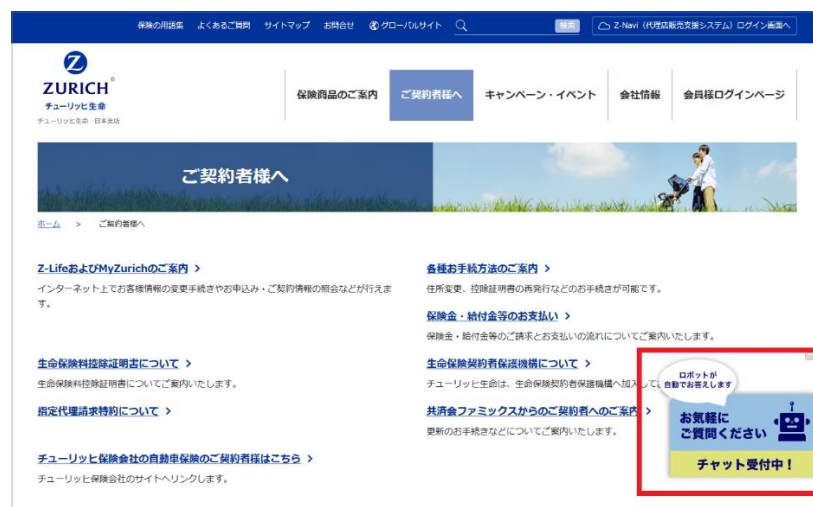 保険の用語集 よくあるご質問 サイトマップ お問合せ グローバルサイト 検索 Z-Navi（代理店販売支援システム）ログイン画面へ
Z
ZURICH®
チューリッヒ生命
チューリッヒ生命 日本支店
保険商品のご案内 ご契約者様へ キャンペーン・イベント 会社情報 会員様ログインページ
ご契約者様へ
ホーム > ご契約者様へ
Z-LifeおよびMyZurichのご案内 >
インターネット上でお客様情報の変更手続きやお申込み・ご契約情報の照会などが行えま
す。
各種お手続方法のご案内 >
住所変更、控除証明書の再発行などのお手続きが可能です。
保険金・給付金等のお支払い >
保険金・給付金等のご請求とお支払いの流れについてご案内いたします。
生命保険料控除証明書について >
生命保険料控除証明書についてご案内いたします。
生命保険契約者保護機構について >
チューリッヒ生命は、生命保険契約者保護機構へ加入して
指定代理請求特約について >
共済会ファミックスからのご契約者へのご案内 >
更新のお手続きなどについてご案内いたします。
チューリッヒ保険会社の自動車保険のご契約者様はこちら >
チューリッヒ保険会社のサイトへリンクします。
ロボットが
自動でお答えします
お気軽に
ご質問ください
チャット受付中！